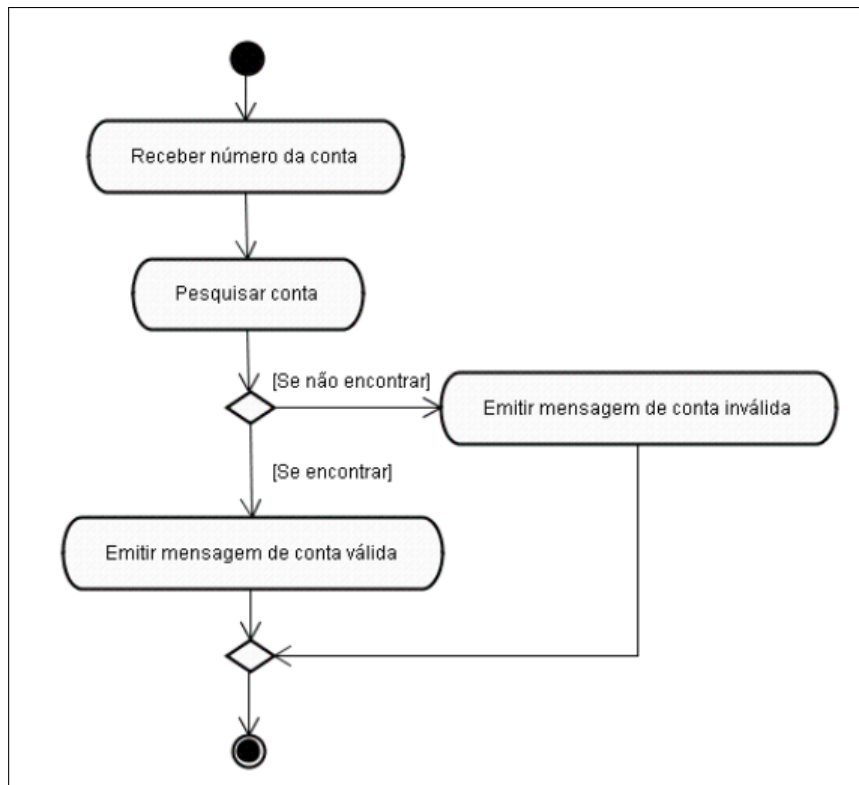 Receber número da conta
Pesquisar conta
[Se não encontrar]
Emitir mensagem de conta inválida
[Se encontrar]
Emitir mensagem de conta válida